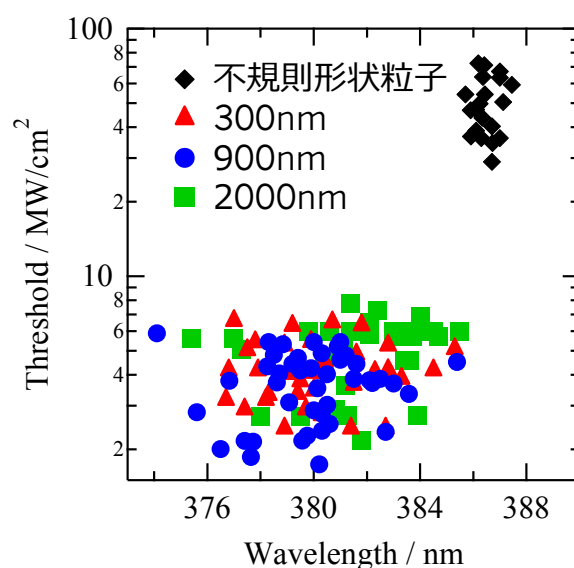 100
8
6
4
2
10
8
6
4
2
Threshold / MW/cm²
不規則形状粒子
300nm
900nm
2000nm
376
380
384
388
Wavelength / nm